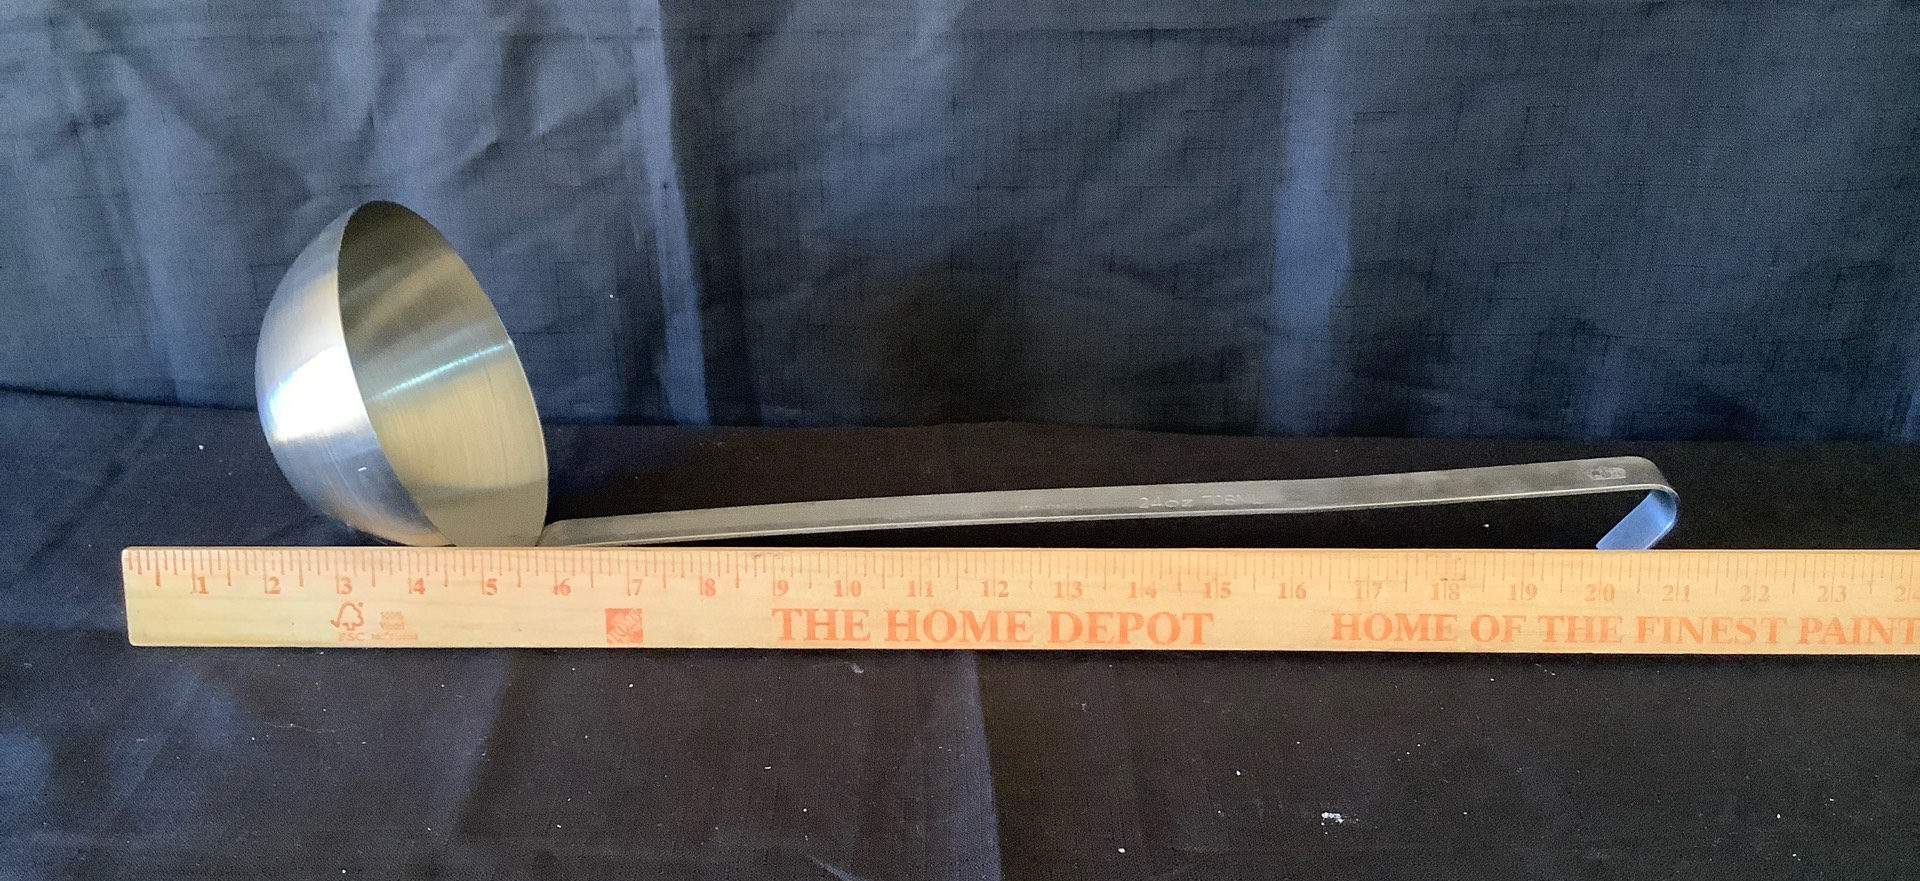 24oz 708ML
1 2 3 4 5 6 7 8 9 10 11 12 13 14 15 16 17 18 19 20 21 22 23
FSC
THE HOME DEPOT HOME OF THE FINEST PAINT